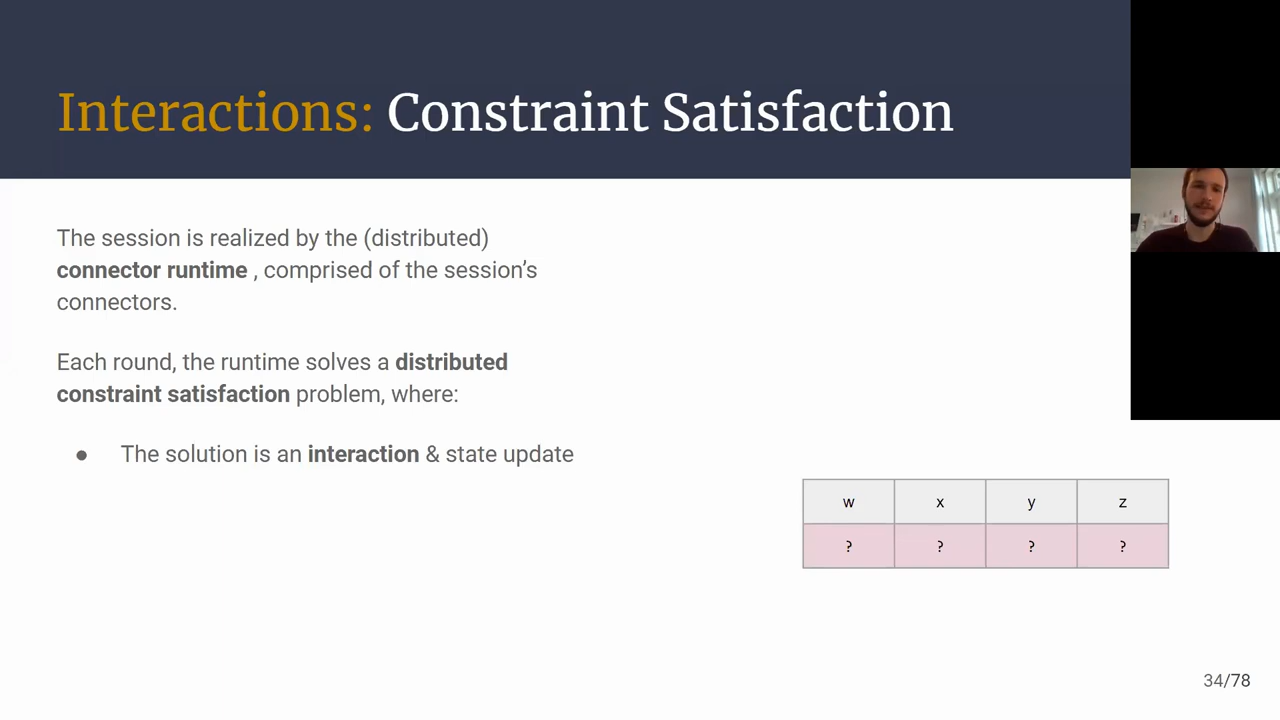 Interactions: Constraint Satisfaction
The session is realized by the (distributed)
connector runtime , comprised of the session’s
connectors.
Each round, the runtime solves a distributed
constraint satisfaction problem, where:
● The solution is an interaction & state update
w x y z
? ? ? ?
34/78